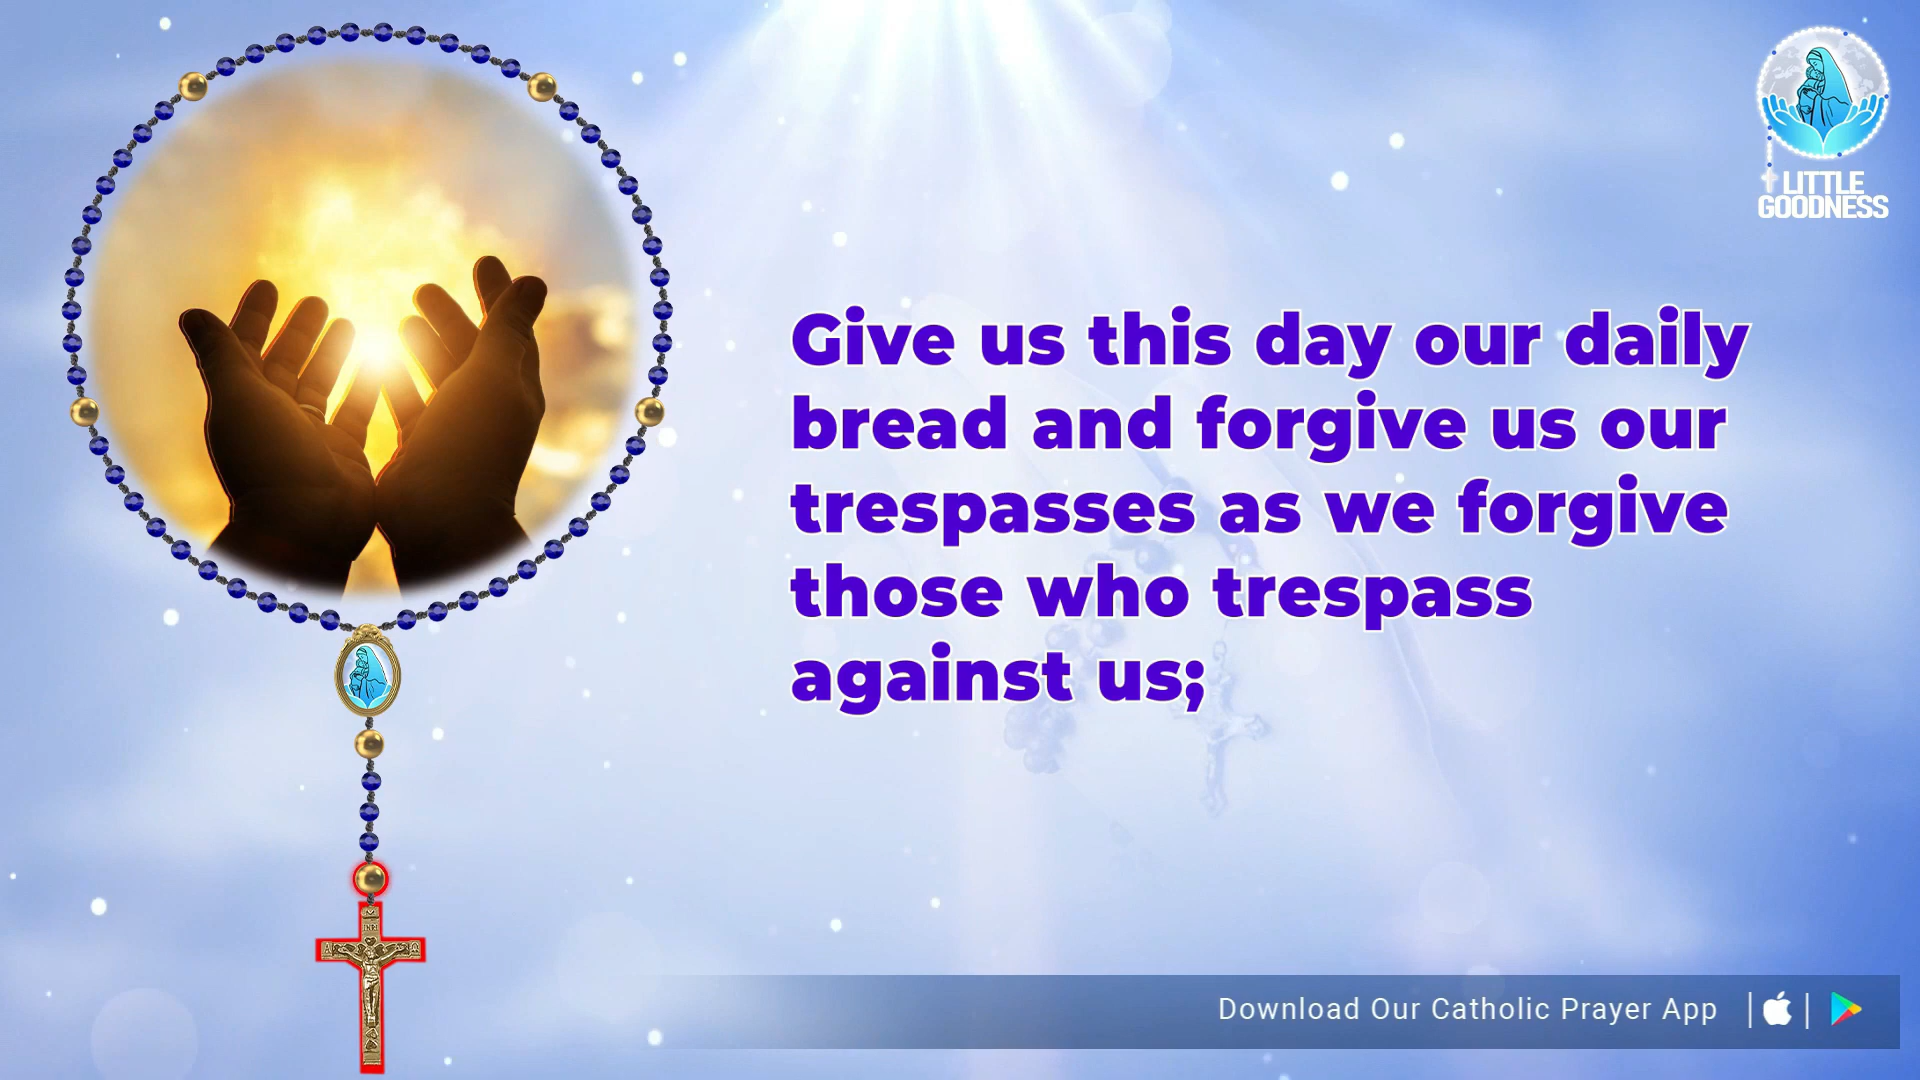 LITTLE
GOODNESS
Give us this day our daily
bread and forgive us our
trespasses as we forgive
those who trespass
against us;
INRI
A Ω
Download Our Catholic Prayer App